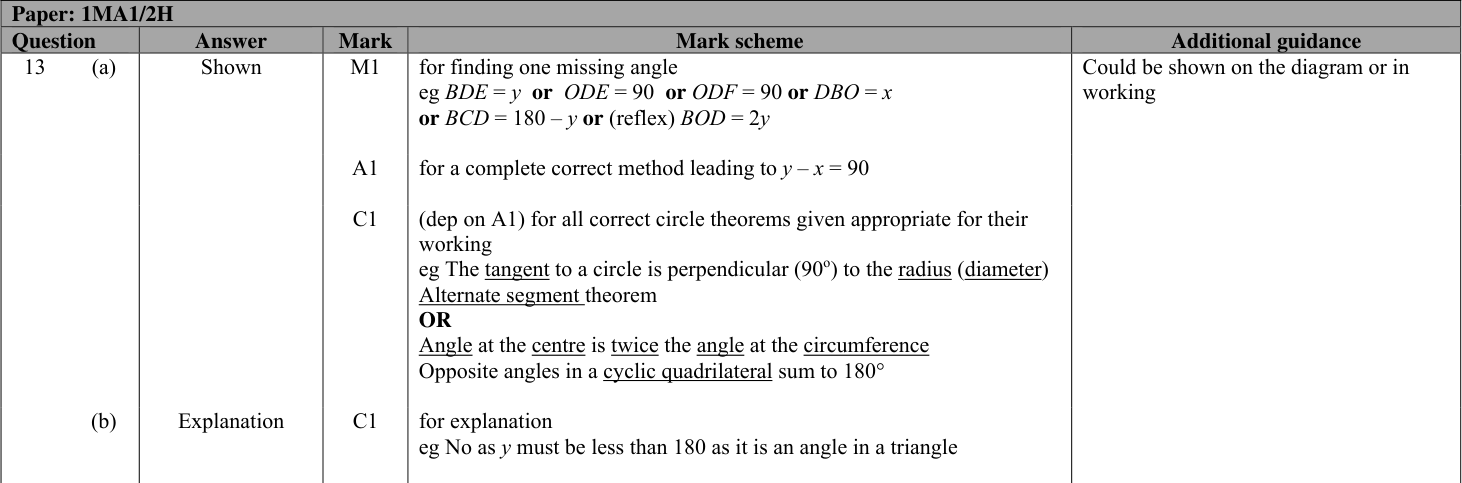 Paper: 1MA1/2H
Question Answer Mark Mark scheme Additional guidance
13 (a) Shown M1 for finding one missing angle Could be shown on the diagram or in
eg BDE = y or ODE = 90 or ODF = 90 or DBO = x working
or BCD = 180 – y or (reflex) BOD = 2y
A1 for a complete correct method leading to y – x = 90
C1 (dep on A1) for all correct circle theorems given appropriate for their
working
eg The tangent to a circle is perpendicular (90º) to the radius (diameter)
Alternate segment theorem
OR
Angle at the centre is twice the angle at the circumference
Opposite angles in a cyclic quadrilateral sum to 180°
(b) Explanation C1 for explanation
eg No as y must be less than 180 as it is an angle in a triangle